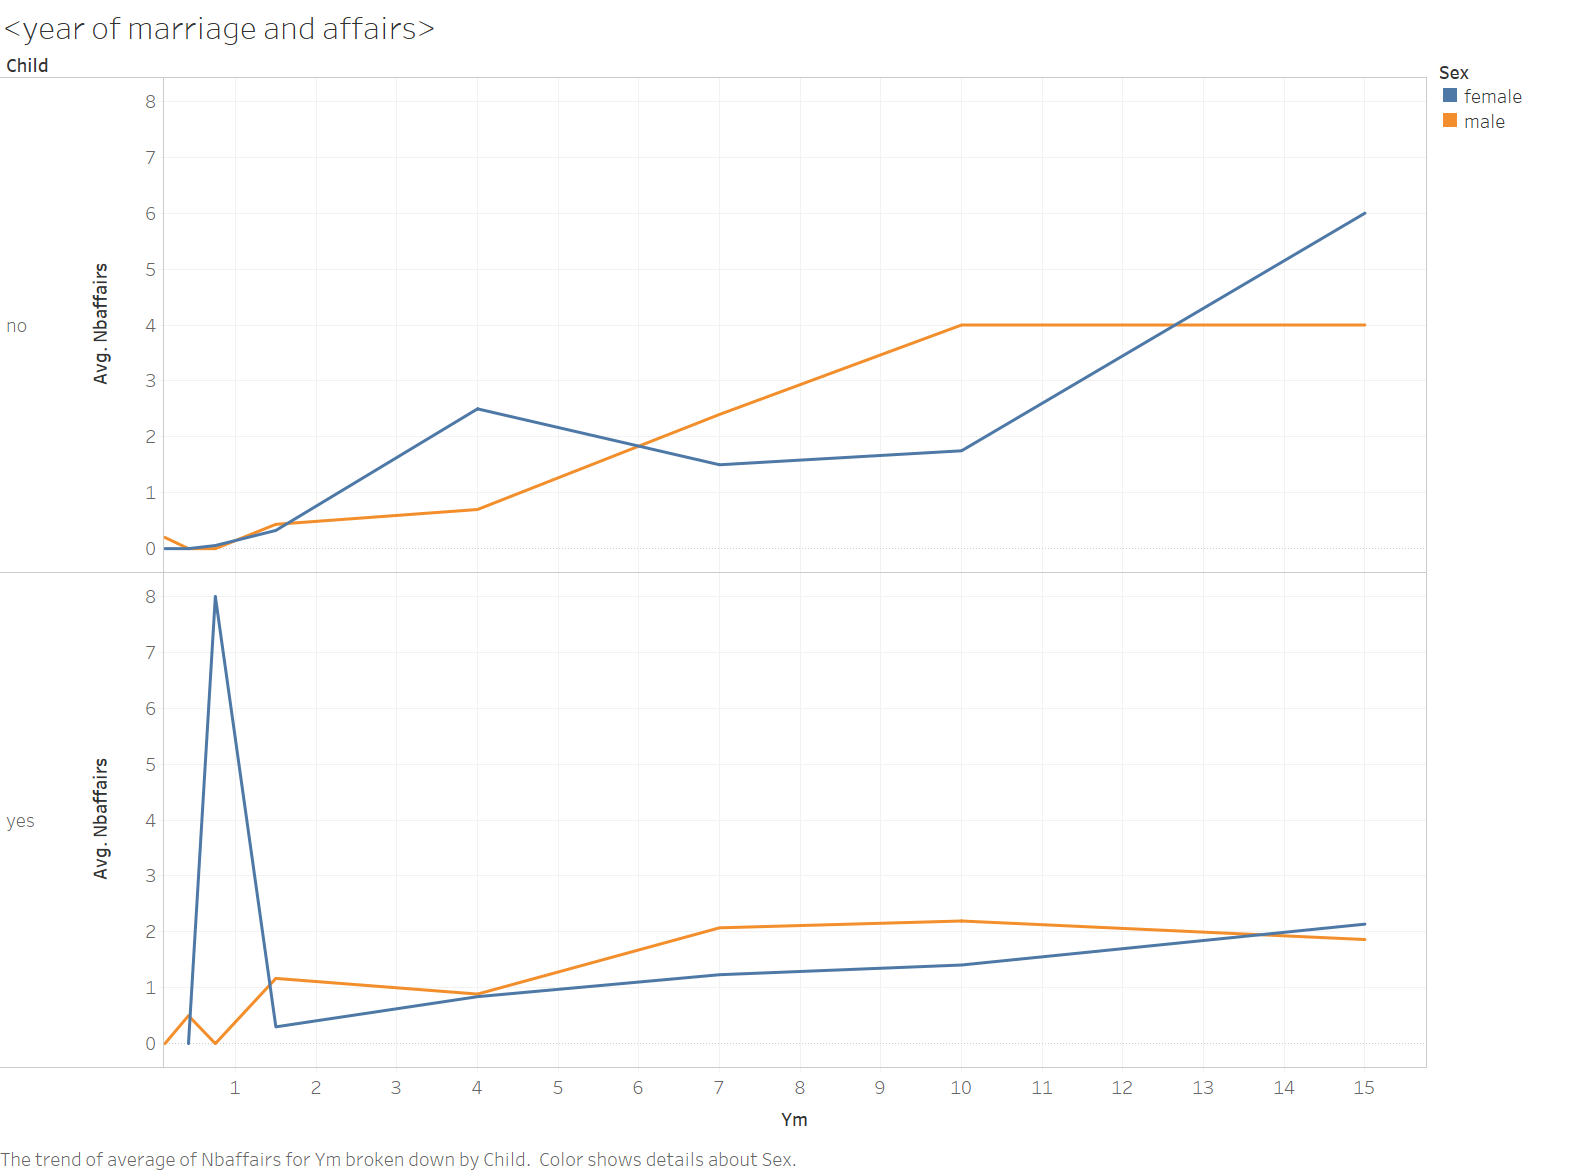 <year of marriage and affairs>
Child
Sex
female
male
no
Avg. Nbaffairs
8
7
6
5
4
3
2
1
0
yes
Avg. Nbaffairs
8
7
6
5
4
3
2
1
0
1 2 3 4 5 6 7 8 9 10 11 12 13 14 15
Ym
The trend of average of Nbaffairs for Ym broken down by Child. Color shows details about Sex.